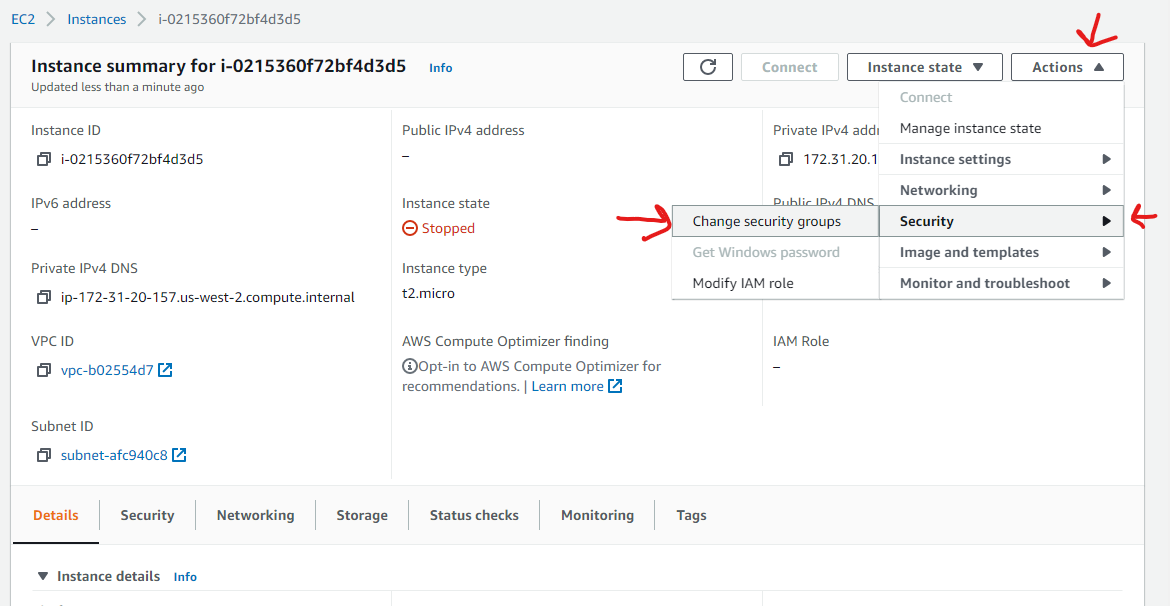 EC2 Instances i-0215360f72bf4d3d5
Instance summary for i-0215360f72bf4d3d5 Info
Updated less than a minute ago
Connect
Instance state
Actions
Connect
Manage instance state
Instance settings
Networking
Security
Image and templates
Monitor and troubleshoot
Change security groups
Get Windows password
Modify IAM role
Instance ID
i-0215360f72bf4d3d5
Public IPv4 address
–
Private IPv4
172.31.20.1
IPv6 address
–
Instance state
Stopped
Public IPv4 DNS
Private IPv4 DNS
ip-172-31-20-157.us-west-2.compute.internal
Instance type
t2.micro
VPC ID
vpc-b02554d7
AWS Compute Optimizer finding
Opt-in to AWS Compute Optimizer for
recommendations. | Learn more
IAM Role
–
Subnet ID
subnet-afc940c8
Details Security Networking Storage Status checks Monitoring Tags
Instance details Info